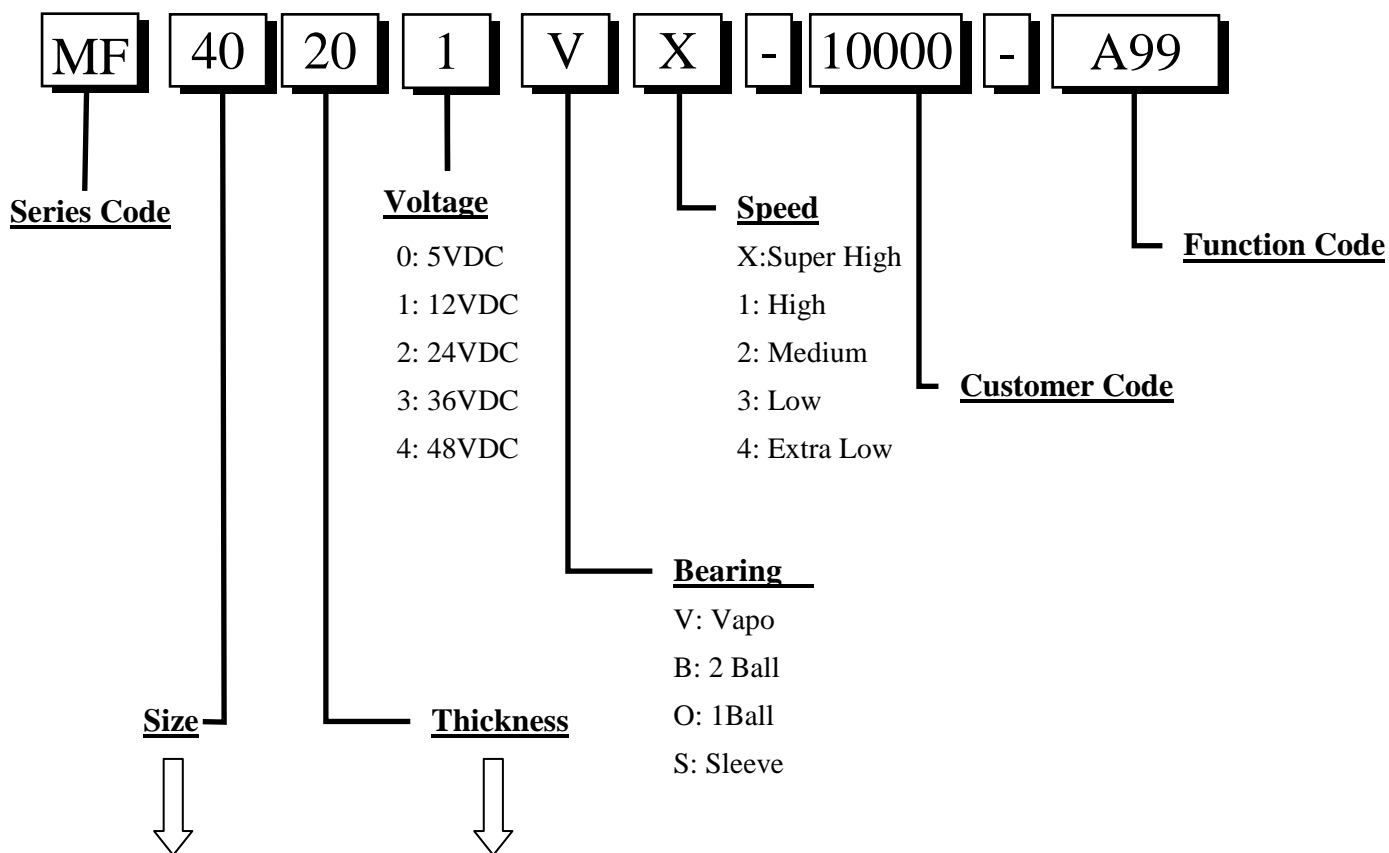 MF 40 20 1 V X - 10000 - A99
Series Code
Voltage
0: 5VDC
1: 12VDC
2: 24VDC
3: 36VDC
4: 48VDC
Speed
X:Super High
1: High
2: Medium
3: Low
4: Extra Low
Function Code
Customer Code
Bearing
V: Vapo
B: 2 Ball
O: 1Ball
S: Sleeve
Size
Thickness